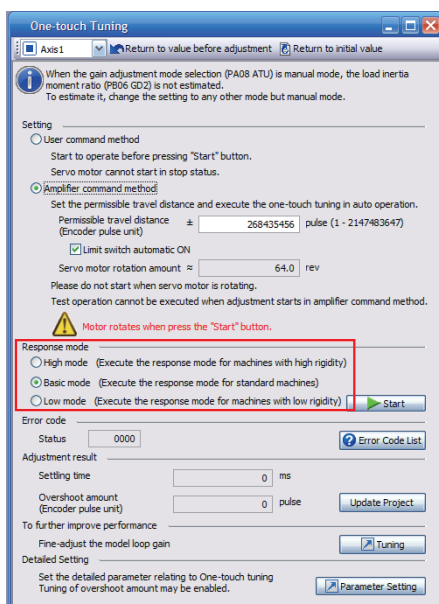 One-touch Tuning
Axis1 Return to value before adjustment Return to initial value
When the gain adjustment mode selection (PA08 ATU) is manual mode, the load inertia
moment ratio (PB06 GD2) is not estimated.
To estimate it, change the setting to any other mode but manual mode.
Setting
User command method
Start to operate before pressing "Start" button.
Servo motor cannot start in stop status.
Amplifier command method
Set the permissible travel distance and execute the one-touch tuning in auto operation.
Permissible travel distance ± 268435456 pulse (1 - 2147483647)
(Encoder pulse unit)
Limit switch automatic ON
Servo motor rotation amount ≈ 64.0 rev
Please do not start when servo motor is rotating.
Test operation cannot be executed when adjustment starts in amplifier command method.
Motor rotates when press the "Start" button.
Response mode
High mode (Execute the response mode for machines with high rigidity)
Basic mode (Execute the response mode for standard machines)
Low mode (Execute the response mode for machines with low rigidity) Start
Error code
Status 0000 Error Code List
Adjustment result
Settling time 0 ms
Overshoot amount 0 pulse Update Project
(Encoder pulse unit)
To further improve performance
Fine-adjust the model loop gain Tuning
Detailed Setting
Set the detailed parameter relating to One-touch tuning
Tuning of overshoot amount may be enabled. Parameter Setting